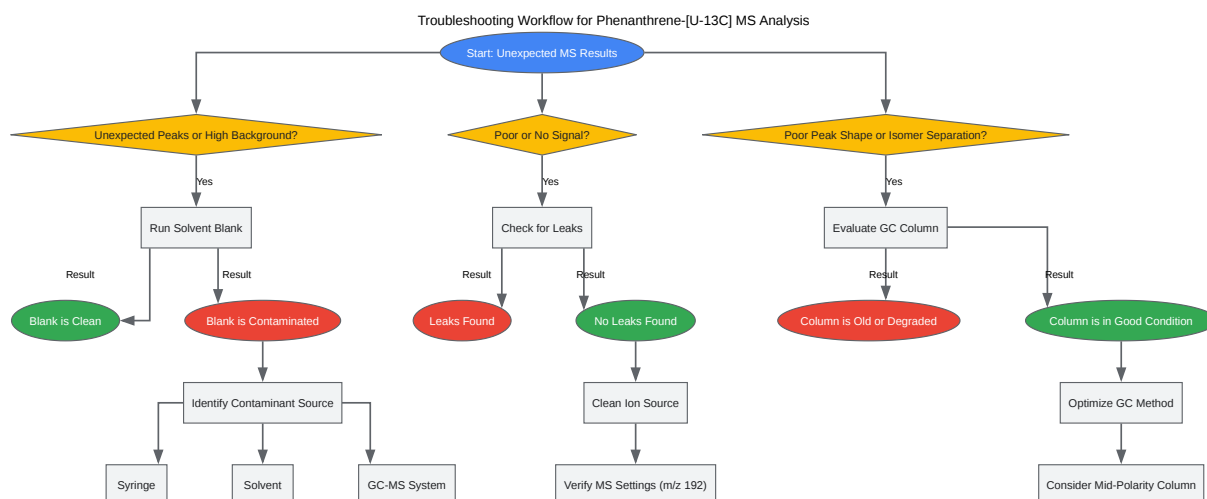 Troubleshooting Workflow for Phenanthrene-[U-13C] MS Analysis
Start: Unexpected MS Results
Unexpected Peaks or High Background?
Poor or No Signal?
Poor Peak Shape or Isomer Separation?
Yes
Yes
Yes
Run Solvent Blank
Check for Leaks
Evaluate GC Column
Result
Result
Result
Result
Result
Result
Blank is Clean
Blank is Contaminated
Leaks Found
No Leaks Found
Column is Old or Degraded
Column is in Good Condition
Identify Contaminant Source
Clean Ion Source
Optimize GC Method
Syringe
Solvent
GC-MS System
Verify MS Settings (m/z 192)
Consider Mid-Polarity Column